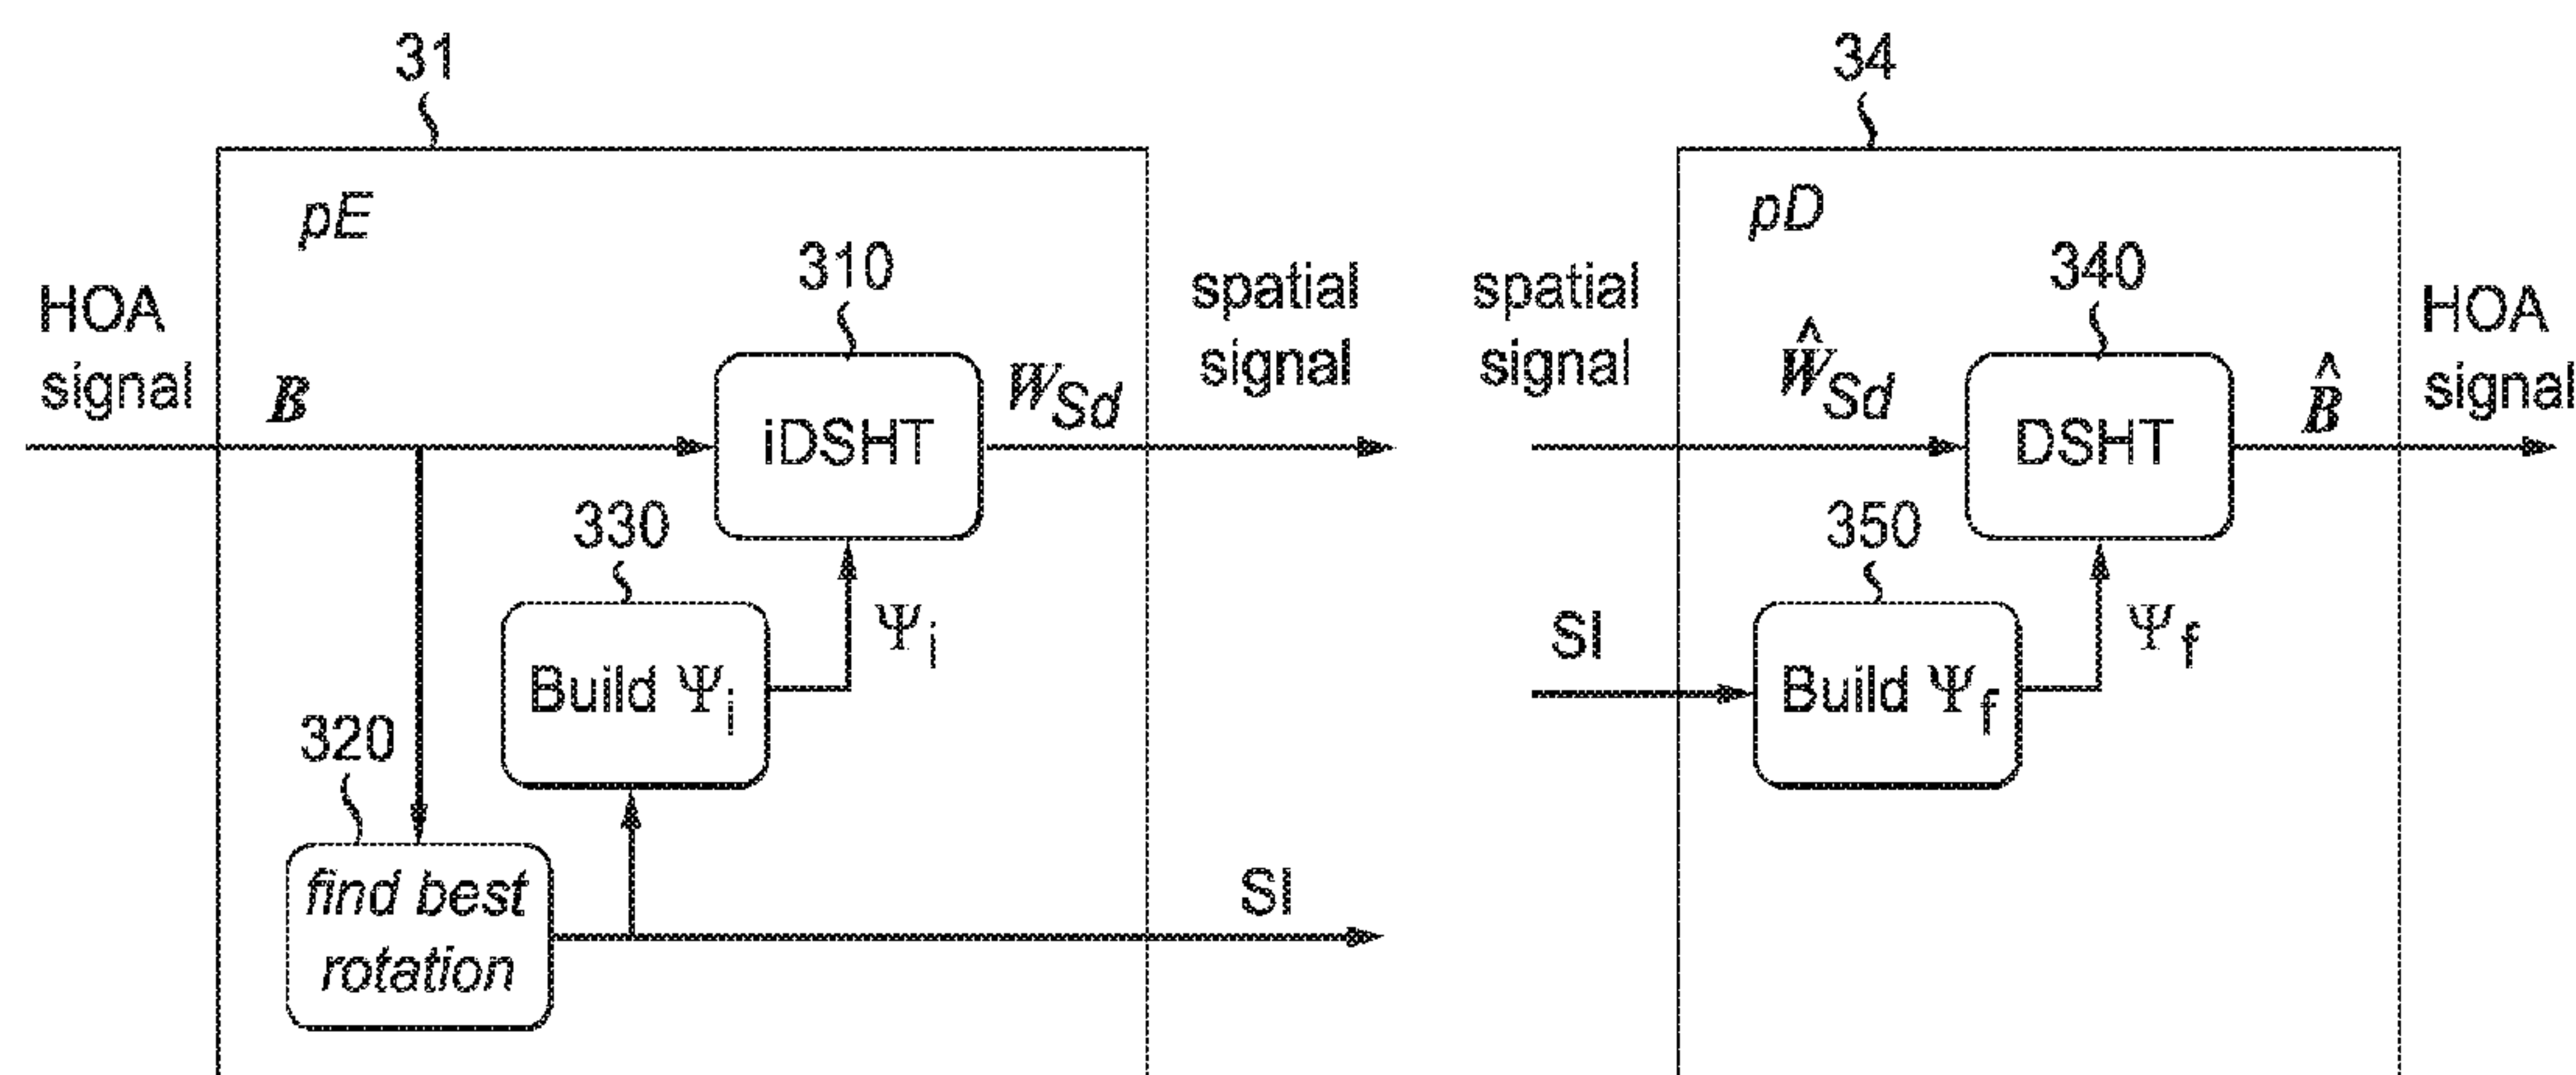 31
pE
HOA
signal
B
310
iDSHT
W_Sd
spatial
signal
330
Build Ψ_i
Ψ_i
320
find best
rotation
SI
34
pD
spatial
signal
Ŵ_Sd
340
DSHT
B̂
HOA
signal
350
SI
Build Ψ_f
Ψ_f